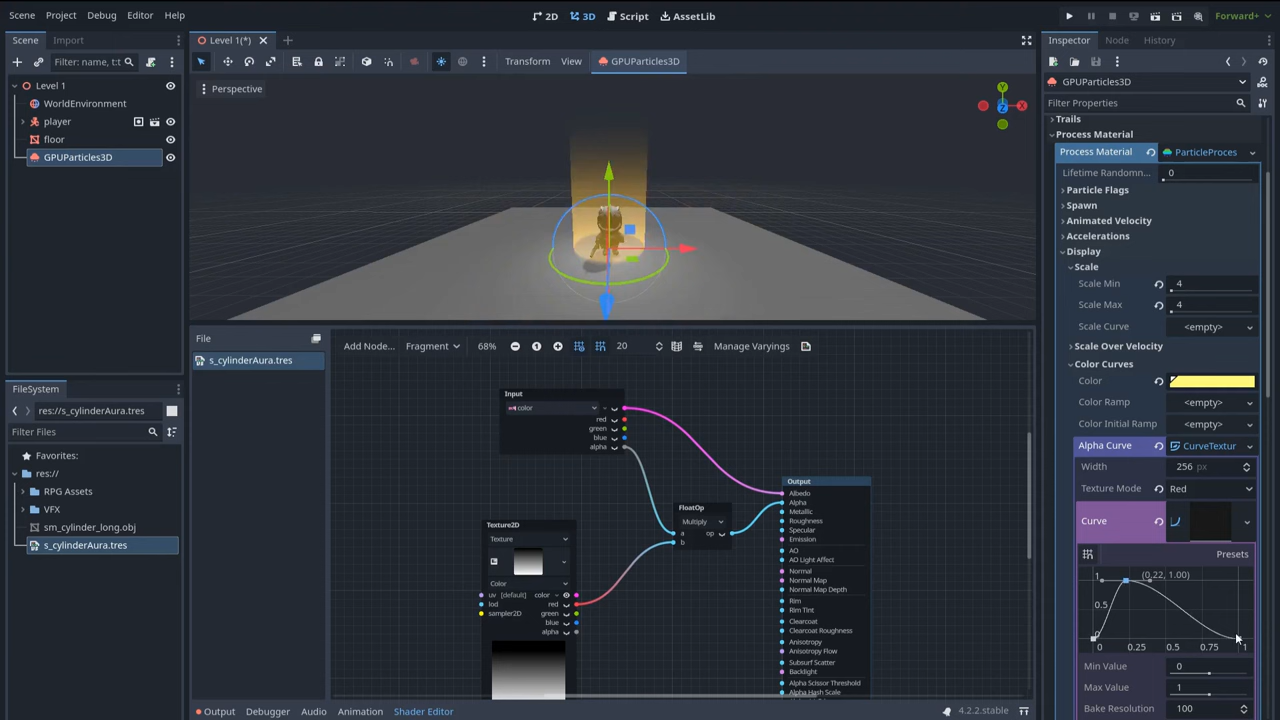 Scene Project Debug Editor Help
2D 3D Script AssetLib
Forward+
Scene Import
Filter: name, t:t
Level 1
WorldEnvironment
player
floor
GPUParticles3D
FileSystem
res://s_cylinderAura.tres
Filter Files
Favorites:
res://
RPG Assets
VFX
sm_cylinder_long.obj
s_cylinderAura.tres
Level 1(*)
Transform View GPUParticles3D
Perspective
Y
X
Z
File
s_cylinderAura.tres
Add Node... Fragment 68% 20 Manage Varyings
Input
color
red
green
blue
alpha
Texture2D
Texture
Color
uv [default] color
lod red
sampler2D green
blue
alpha
FloatOp
Multiply
a op
b
Output
Albedo
Alpha
Metallic
Roughness
Specular
Emission
AO
AO Light Affect
Normal
Normal Map
Normal Map Depth
Rim
Rim Tint
Clearcoat
Clearcoat Roughness
Anisotropy
Anisotropy Flow
Subsurf Scatter
Backlight
Alpha Scissor Threshold
Alpha Hash Scale
Output Debugger Audio Animation Shader Editor
4.2.2.stable
Inspector Node History
GPUParticles3D
Filter Properties
Trails
Process Material
Process Material ParticleProces
Lifetime Randomn... 0
Particle Flags
Spawn
Animated Velocity
Accelerations
Display
Scale
Scale Min 4
Scale Max 4
Scale Curve <empty>
Scale Over Velocity
Color Curves
Color
Color Ramp <empty>
Color Initial Ramp <empty>
Alpha Curve CurveTextur
Width 256 px
Texture Mode Red
Curve
Presets
1 (0.22, 1.00)
0.5
0
0.25 0.5 0.75 1
Min Value 0
Max Value 1
Bake Resolution 100